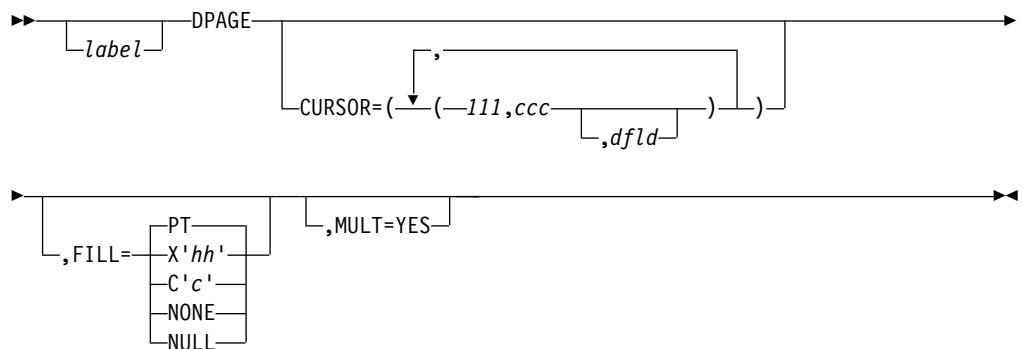 DPAGE
label
,
CURSOR=( ( 111,ccc ) )
,dfld
,FILL= PT
,MULT=YES
X'hh'
C'c'
NONE
NULL